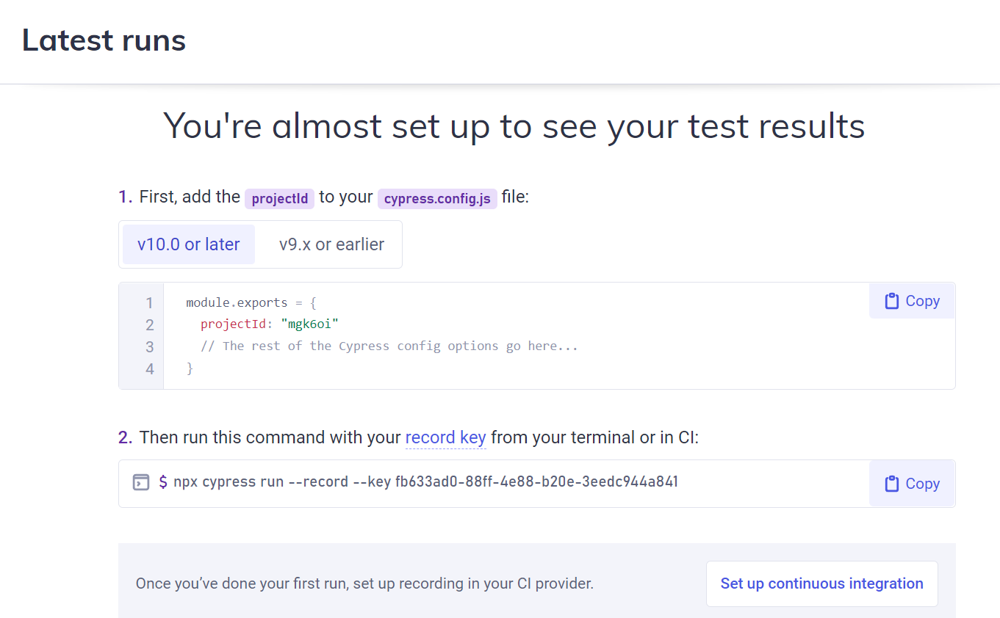 Latest runs
You're almost set up to see your test results
1. First, add the projectId to your cypress.config.js file:
v10.0 or later v9.x or earlier
Copy
1 module.exports = {
2 projectId: "mgk6oi"
3 // The rest of the Cypress config options go here...
4 }
2. Then run this command with your record key from your terminal or in CI:
$ npx cypress run --record --key fb633ad0-88ff-4e88-b20e-3eedc944a841 Copy
Once you’ve done your first run, set up recording in your CI provider. Set up continuous integration